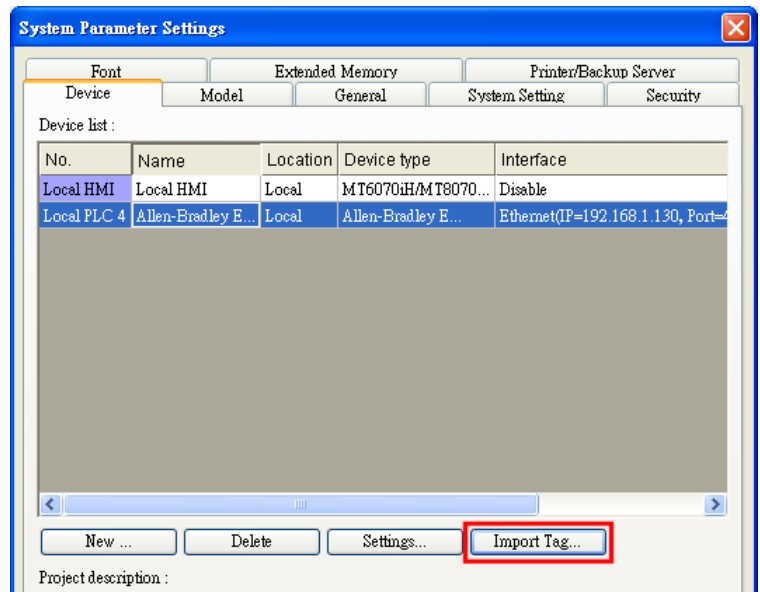 System Parameter Settings
Font Extended Memory Printer/Backup Server
Device Model General System Setting Security
Device list :
No. Name Location Device type Interface
Local HMI Local HMI Local MT6070iH/MT8070... Disable
Local PLC 4 Allen-Bradley E... Local Allen-Bradley E... Ethernet(IP=192.168.1.130, Port=4
New ... Delete Settings... Import Tag...
Project description :